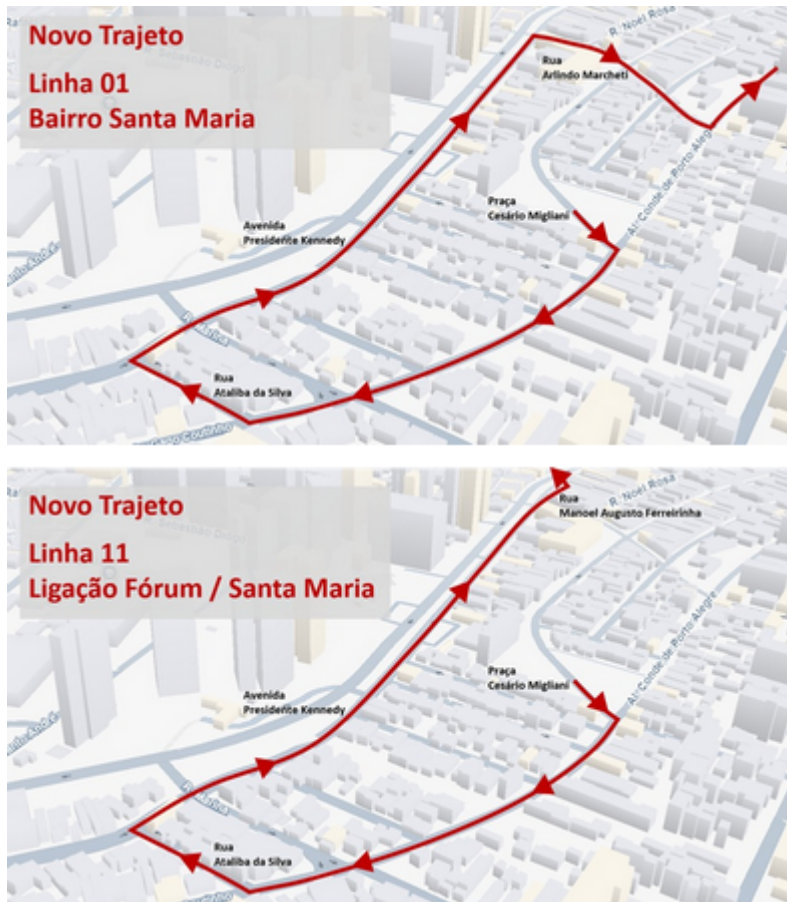 Novo Trajeto
Linha 01
Bairro Santa Maria
R. Noel Rosa
Rua
Arlindo Marcheti
Al. Conde de Porto Alegre
Praça
Cesário Migliani
Avenida
Presidente Kennedy
Rua
Ataliba da Silva
Novo Trajeto
Linha 11
Ligação Fórum / Santa Maria
R. Noel Rosa
Rua
Manoel Augusto Ferreirinha
Al. Conde de Porto Alegre
Praça
Cesário Migliani
Avenida
Presidente Kennedy
Rua
Ataliba da Silva